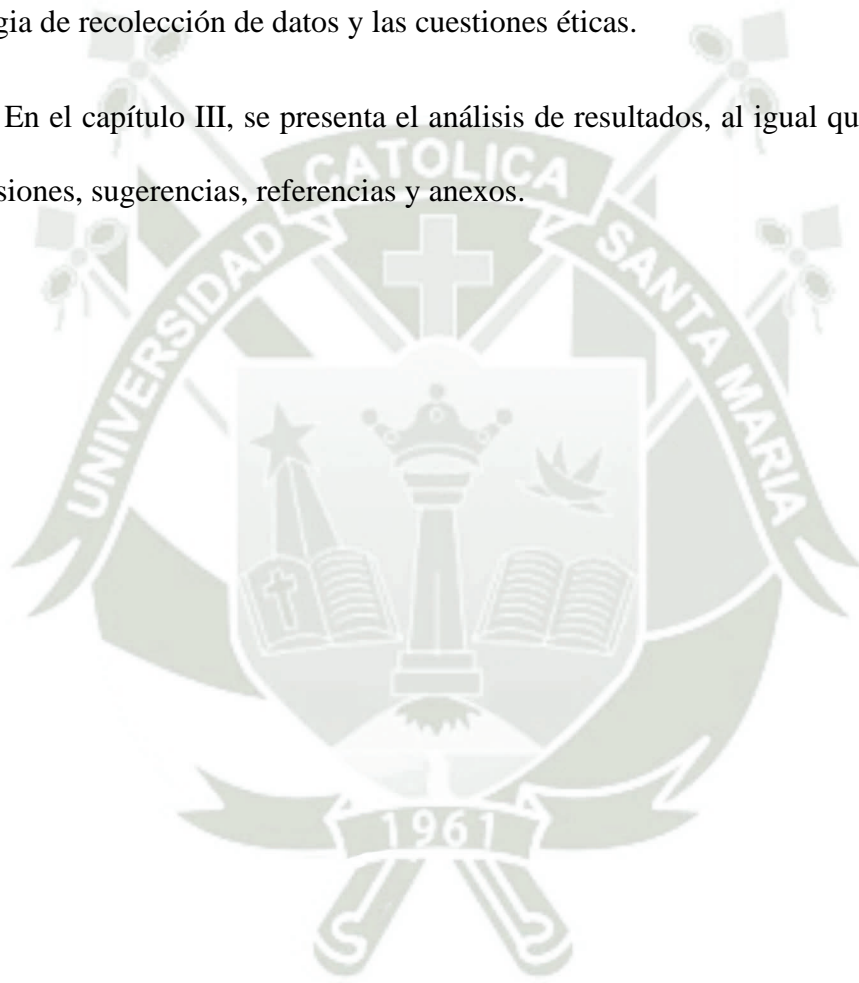 gia de recolección de datos y las cuestiones éticas.
En el capítulo III, se presenta el análisis de resultados, al igual qu
siones, sugerencias, referencias y anexos.
UNIVERSIDAD CATOLICA SANTA MARIA
1961